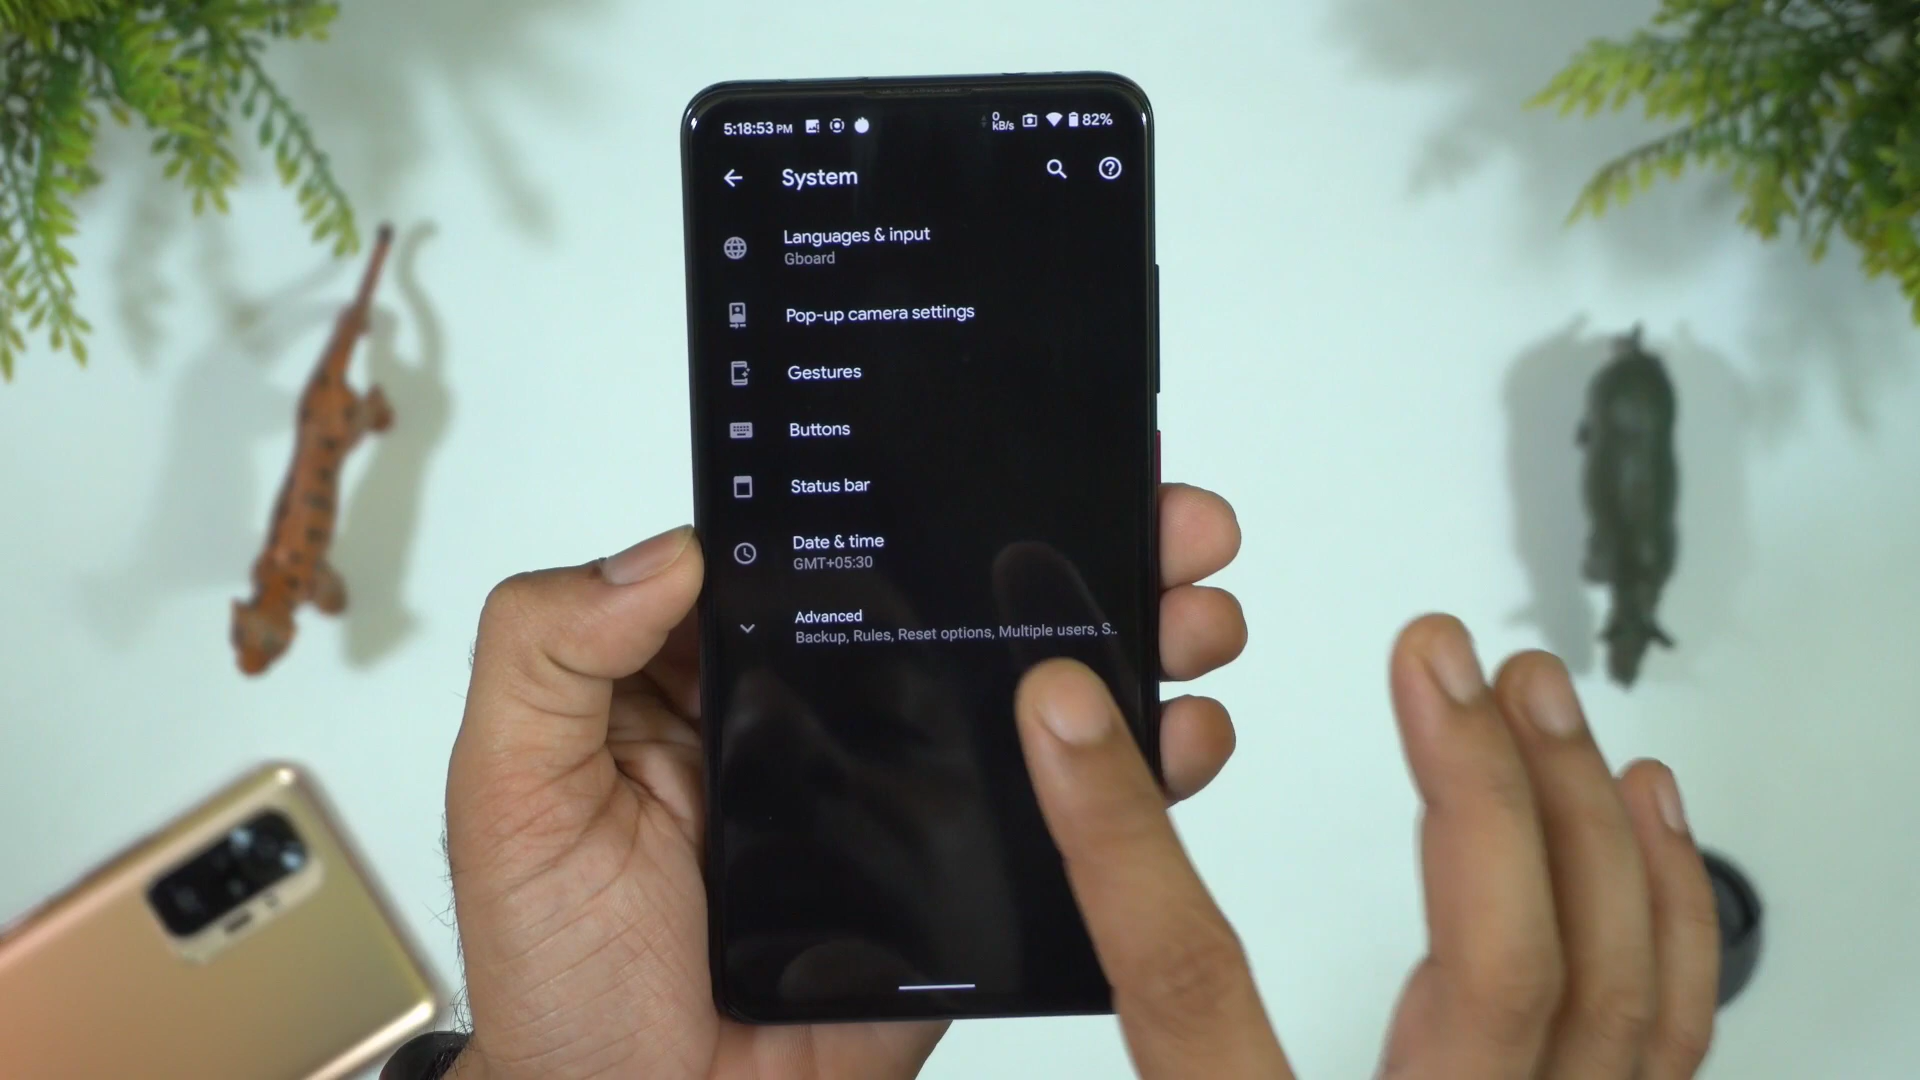 5:18:53 PM
0 kB/s
82%
System
Languages & input
Gboard
Pop-up camera settings
Gestures
Buttons
Status bar
Date & time
GMT+05:30
Advanced
Backup, Rules, Reset options, Multiple users, S..